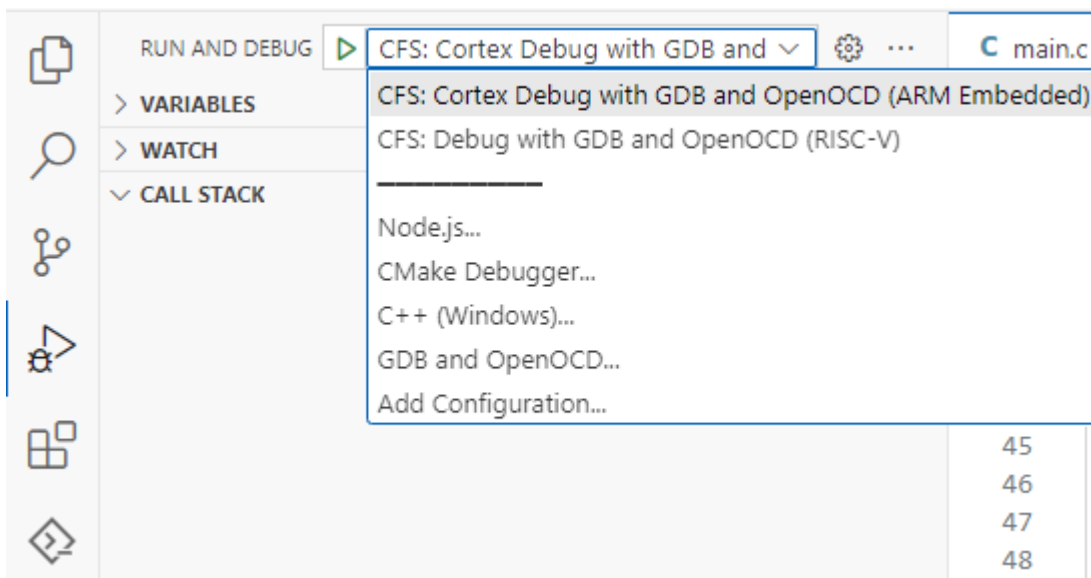 RUN AND DEBUG CFS: Cortex Debug with GDB and ... C main.c
CFS: Cortex Debug with GDB and OpenOCD (ARM Embedded)
VARIABLES
CFS: Debug with GDB and OpenOCD (RISC-V)
WATCH
CALL STACK
Node.js...
CMake Debugger...
C++ (Windows)...
GDB and OpenOCD...
Add Configuration...
45
46
47
48